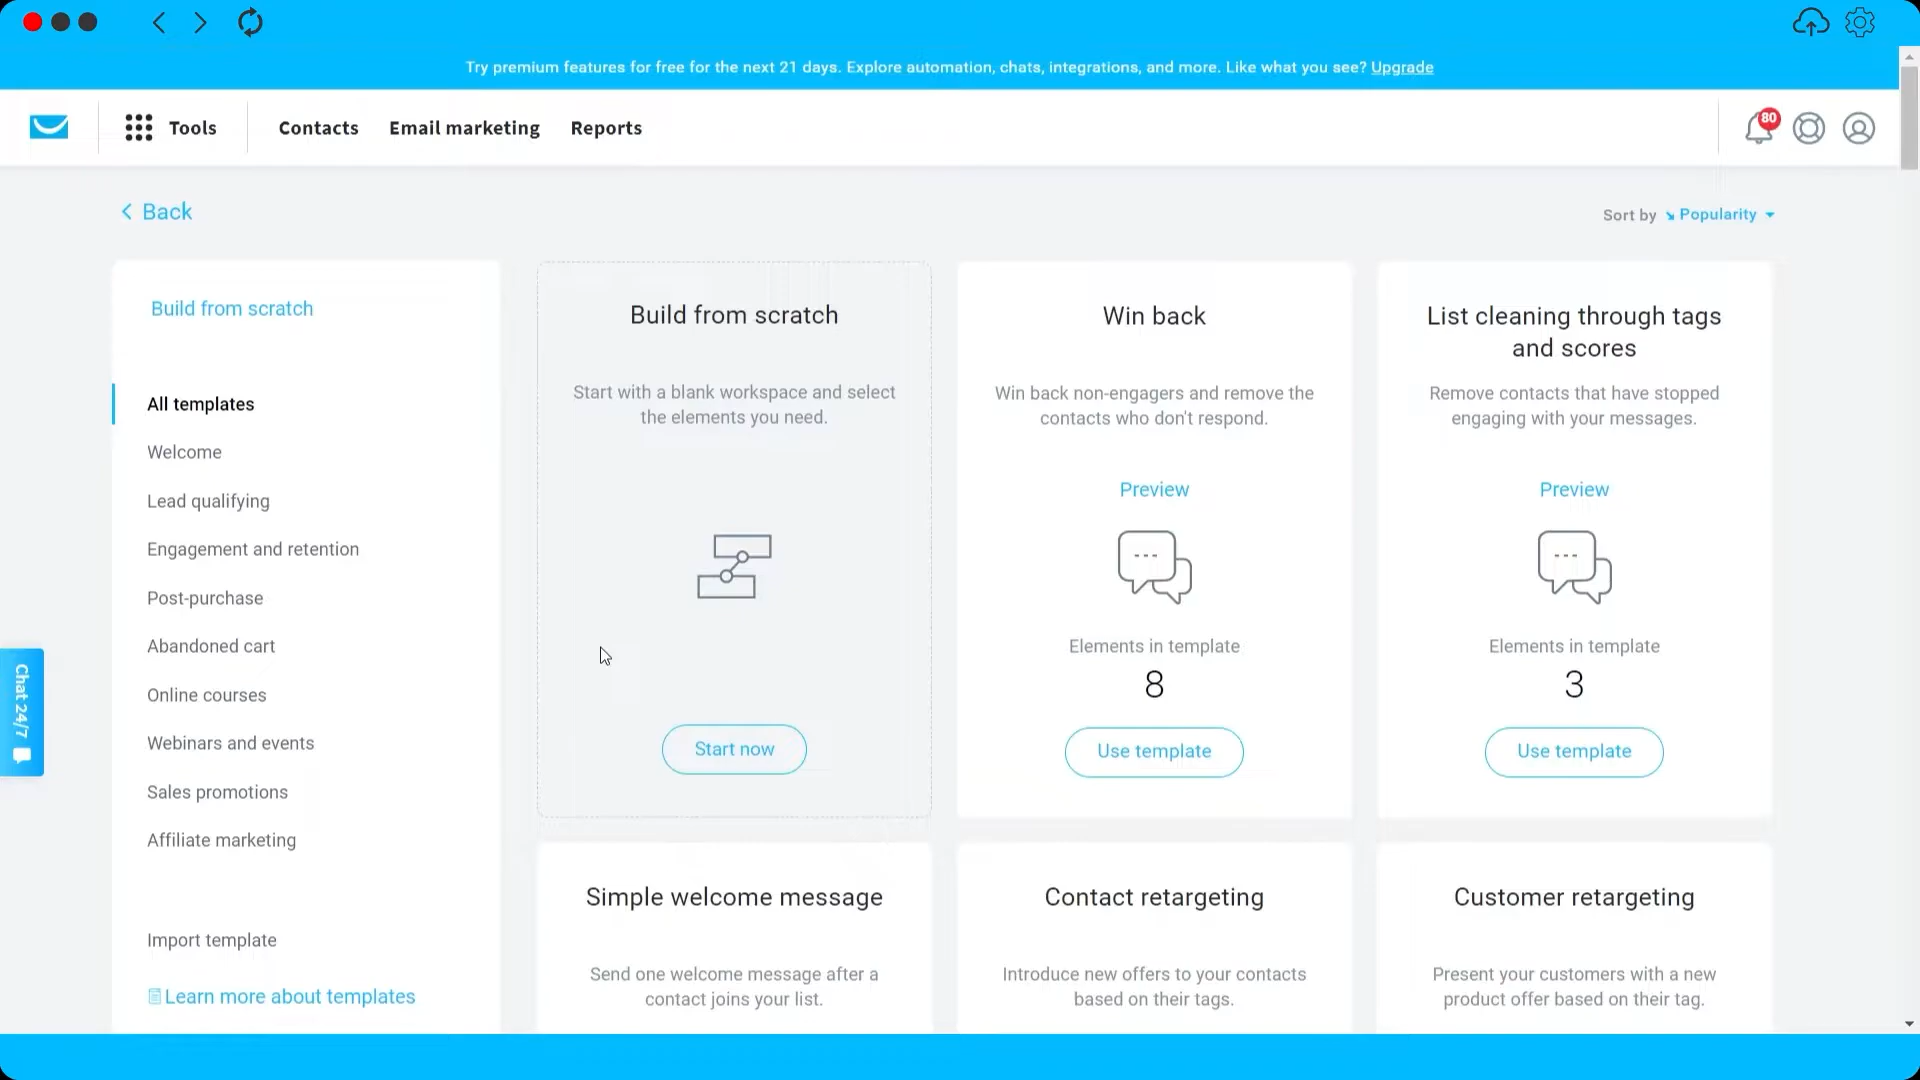 Try premium features for free for the next 21 days. Explore automation, chats, integrations, and more. Like what you see? Upgrade
Tools
Contacts
Email marketing
Reports
80
Back
Sort by Popularity
Build from scratch
All templates
Welcome
Lead qualifying
Engagement and retention
Post-purchase
Abandoned cart
Online courses
Webinars and events
Sales promotions
Affiliate marketing
Import template
Learn more about templates
Chat 24/7
Build from scratch
Start with a blank workspace and select
the elements you need.
Start now
Win back
Win back non-engagers and remove the
contacts who don't respond.
Preview
Elements in template
8
Use template
List cleaning through tags
and scores
Remove contacts that have stopped
engaging with your messages.
Preview
Elements in template
3
Use template
Simple welcome message
Send one welcome message after a
contact joins your list.
Contact retargeting
Introduce new offers to your contacts
based on their tags.
Customer retargeting
Present your customers with a new
product offer based on their tag.